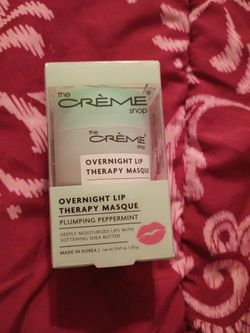 the
CRÈME®
shop
the
CRÈME
shop
OVERNIGHT LIP
THERAPY MASQUE
OVERNIGHT LIP
THERAPY MASQUE
PLUMPING PEPPERMINT
DEEPLY MOISTURIZES LIPS WITH
SOFTENING SHEA BUTTER
MADE IN KOREA